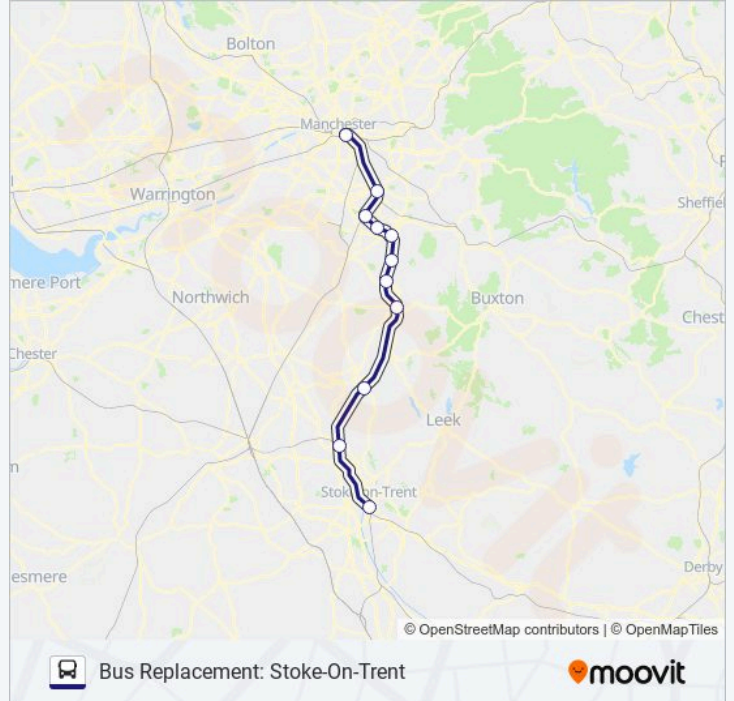 Bolton
Manchester
Warrington
Sheffie
mere Port
Northwich
Buxton
Chest
Chester
Leek
Stoke-on-Trent
esmere
Derby
© OpenStreetMap contributors | © OpenMapTiles
Bus Replacement: Stoke-On-Trent
moovit